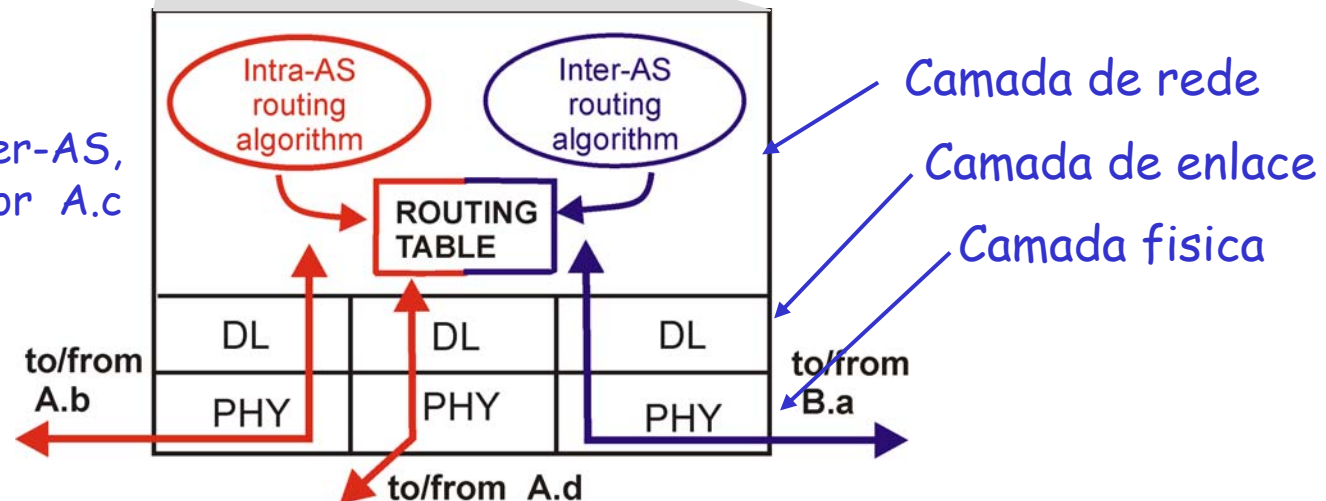 Intra-AS
routing
algorithm
Inter-AS
routing
algorithm
Camada de rede
er-AS,
or A.c
Camada de enlace
ROUTING
TABLE
Camada fisica
DL
DL
DL
to/from
A.b
to/from
B.a
PHY
PHY
PHY
to/from A.d